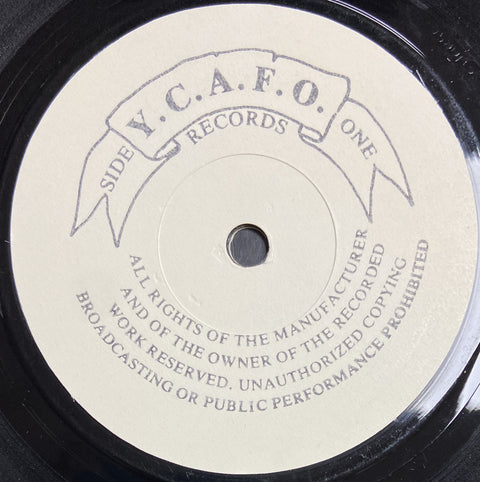 Y.C.A.F.O.
SIDE RECORDS ONE
ALL RIGHTS OF THE MANUFACTURER
AND OF THE OWNER OF THE RECORDED
WORK RESERVED. UNAUTHORIZED COPYING
BROADCASTING OR PUBLIC PERFORMANCE PROHIBITED